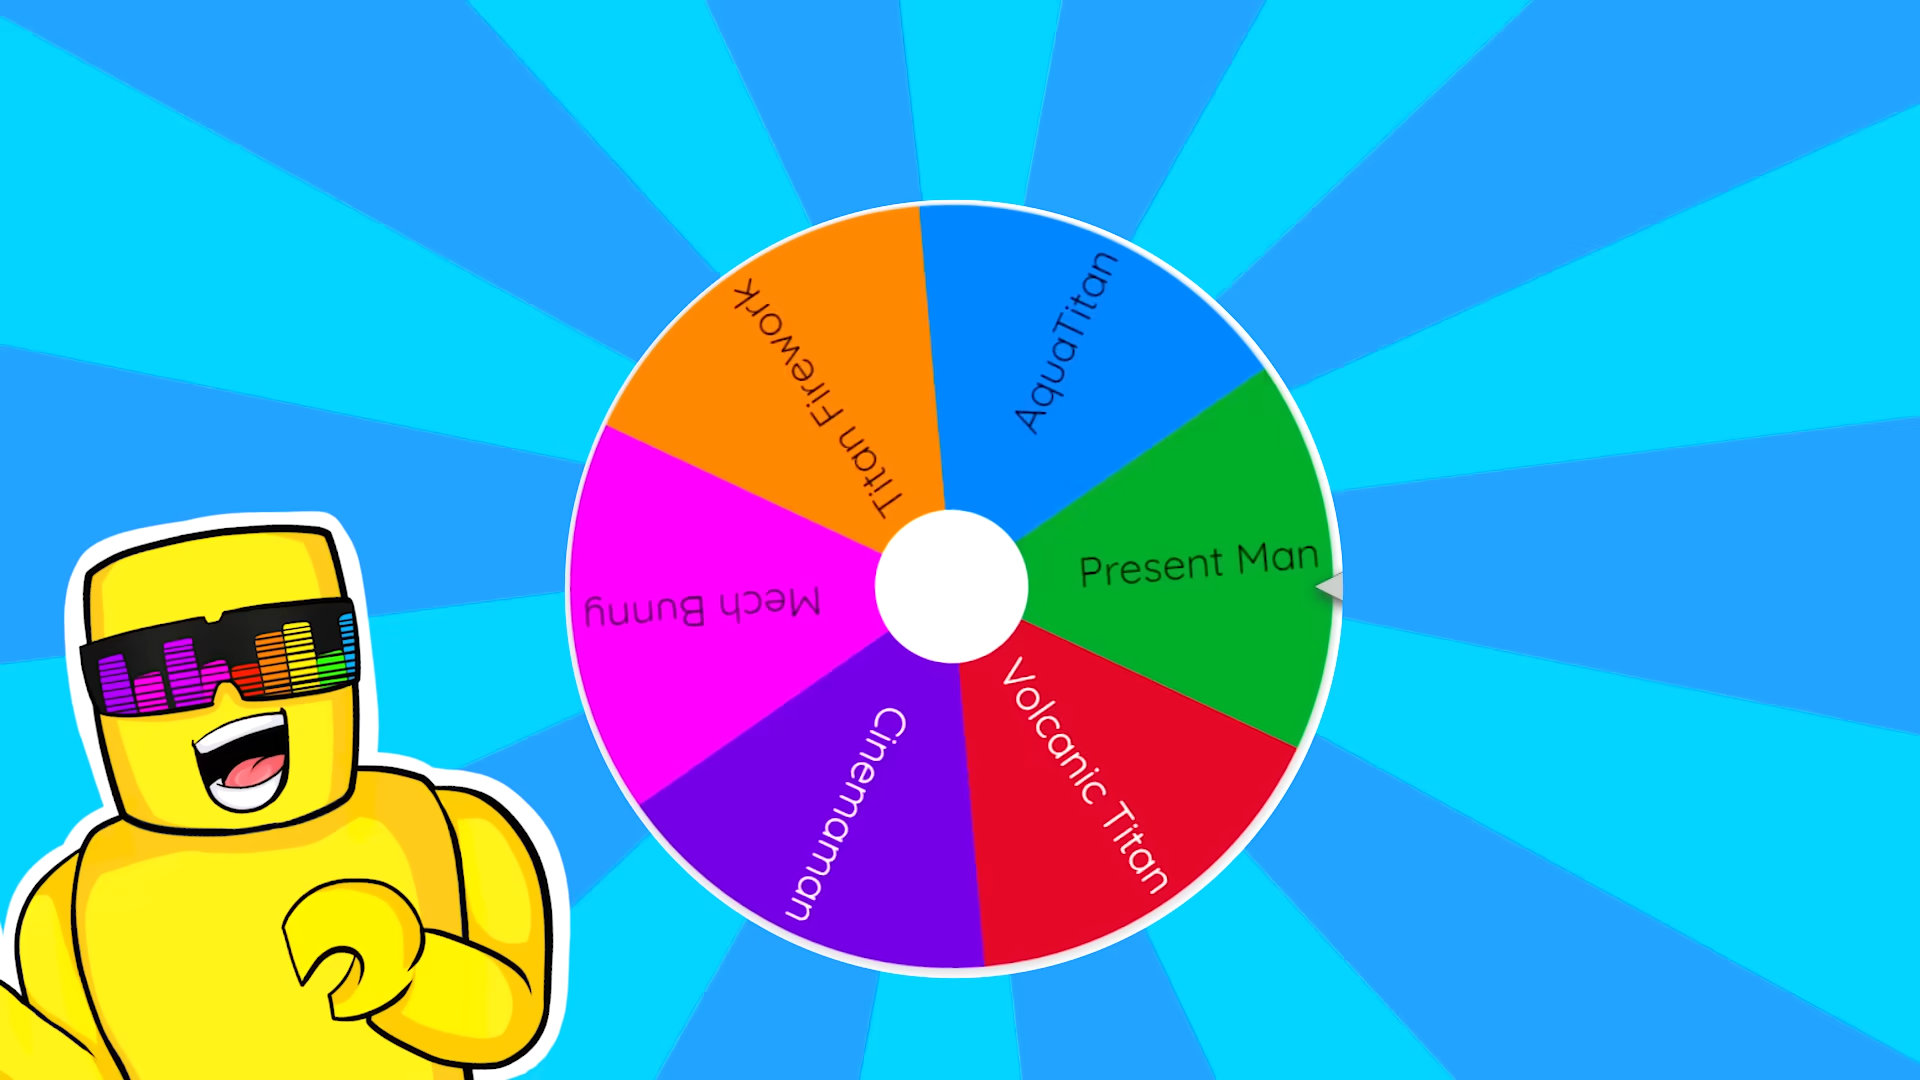 AquaTitan
Present Man
Volcanic Titan
Cinemaman
Mech Bunny
Titan Firework